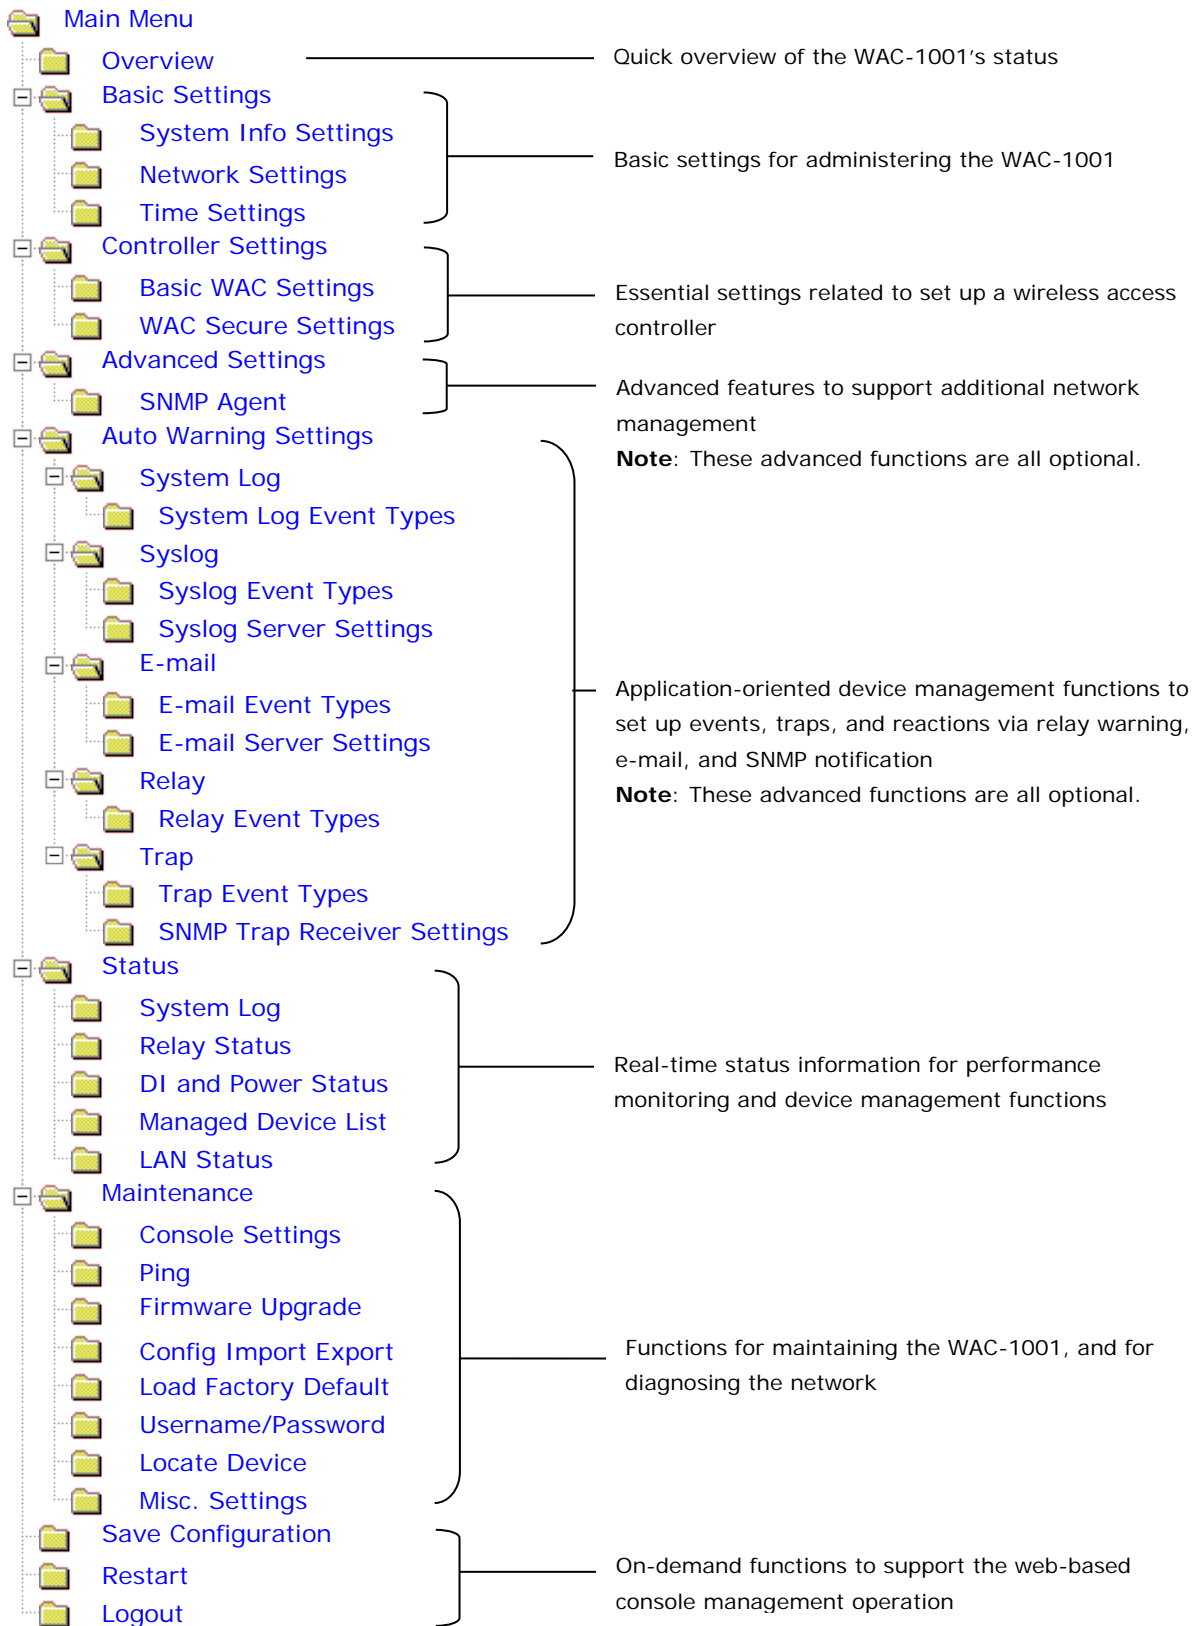 Main Menu
Overview
Quick overview of the WAC-1001's status
Basic Settings
System Info Settings
Network Settings
Time Settings
Basic settings for administering the WAC-1001
Controller Settings
Basic WAC Settings
WAC Secure Settings
Essential settings related to set up a wireless access
controller
Advanced Settings
SNMP Agent
Advanced features to support additional network
management
Note: These advanced functions are all optional.
Auto Warning Settings
System Log
System Log Event Types
Syslog
Syslog Event Types
Syslog Server Settings
E-mail
E-mail Event Types
E-mail Server Settings
Relay
Relay Event Types
Trap
Trap Event Types
SNMP Trap Receiver Settings
Application-oriented device management functions to
set up events, traps, and reactions via relay warning,
e-mail, and SNMP notification
Note: These advanced functions are all optional.
Status
System Log
Relay Status
DI and Power Status
Managed Device List
LAN Status
Real-time status information for performance
monitoring and device management functions
Maintenance
Console Settings
Ping
Firmware Upgrade
Config Import Export
Load Factory Default
Username/Password
Locate Device
Misc. Settings
Functions for maintaining the WAC-1001, and for
diagnosing the network
Save Configuration
Restart
Logout
On-demand functions to support the web-based
console management operation